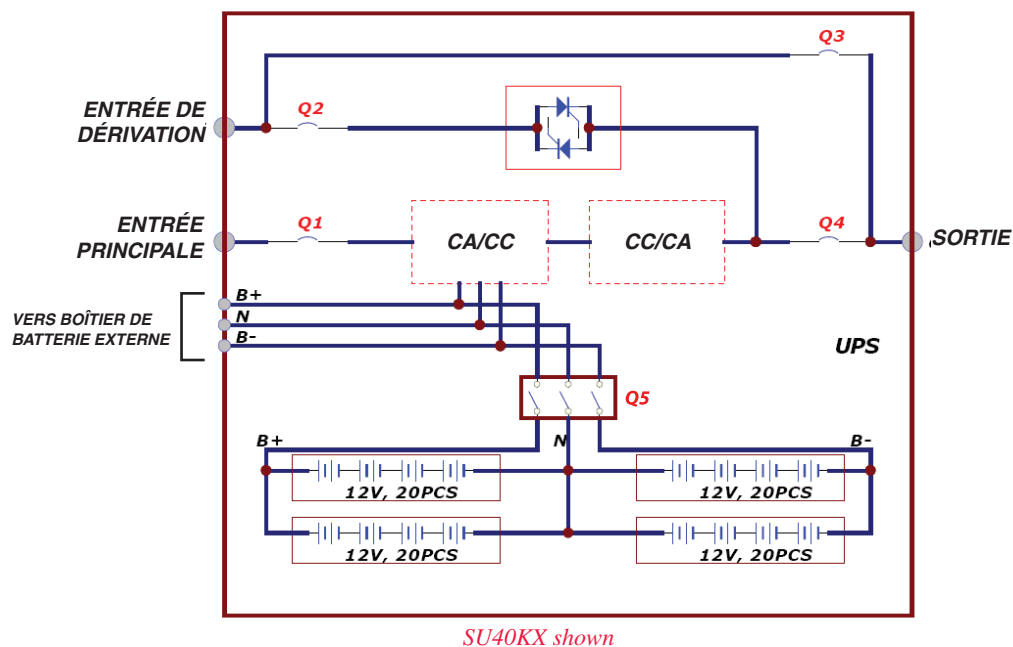 Q3
ENTRÉE DE
DÉRIVATION
Q2
ENTRÉE
PRINCIPALE
Q1
CA/CC
CC/CA
Q4
SORTIE
B+
N
B-
VERS BOÎTIER DE
BATTERIE EXTERNE
UPS
Q5
B+
N
B-
12V, 20PCS
12V, 20PCS
12V, 20PCS
12V, 20PCS
SU40KX shown